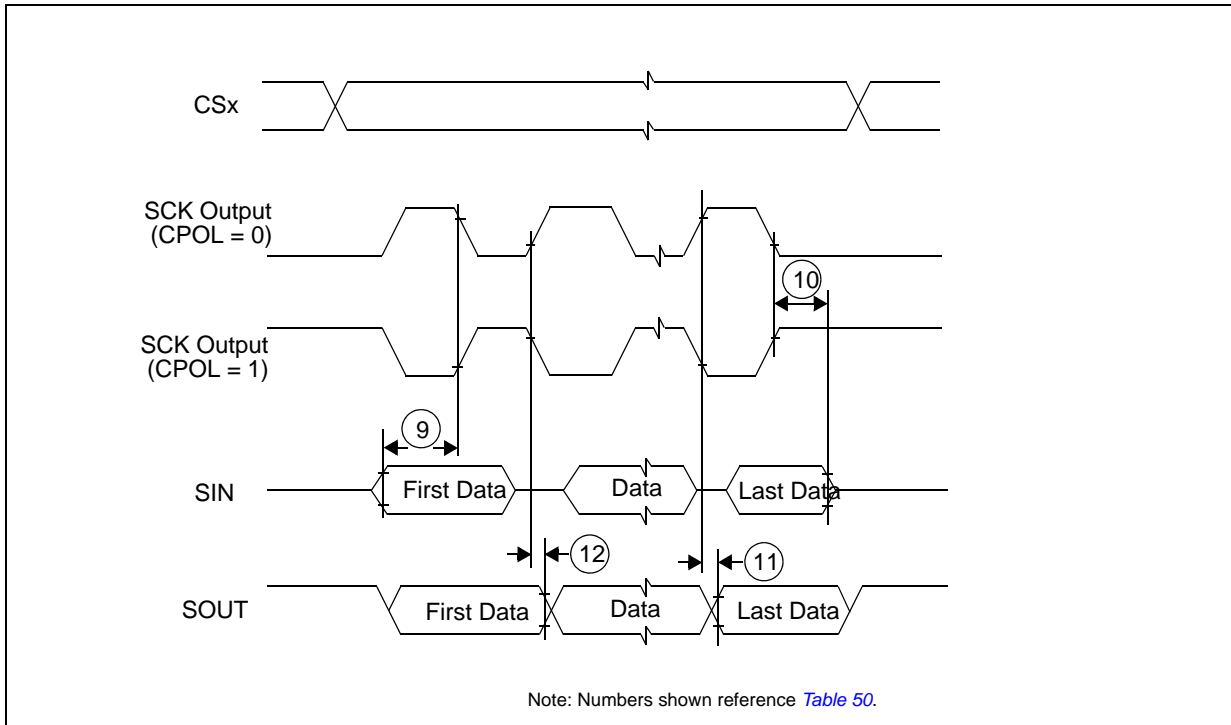 CSx
SCK Output
(CPOL = 0)
10
SCK Output
(CPOL = 1)
9
SIN
First Data
Data
Last Data
12
11
SOUT
First Data
Data
Last Data
Note: Numbers shown reference Table 50.